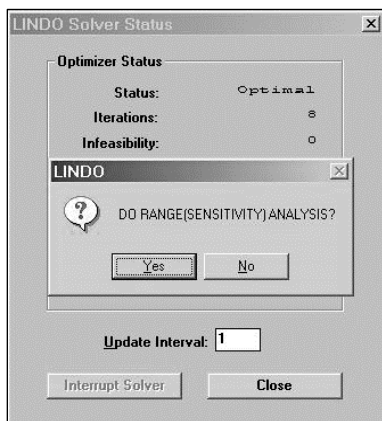 LINDO Solver Status
Optimizer Status
Status: Optimal
Iterations: 8
Infeasibility: 0
LINDO
DO RANGE(SENSITIVITY) ANALYSIS?
Yes No
Update Interval: 1
Interrupt Solver Close